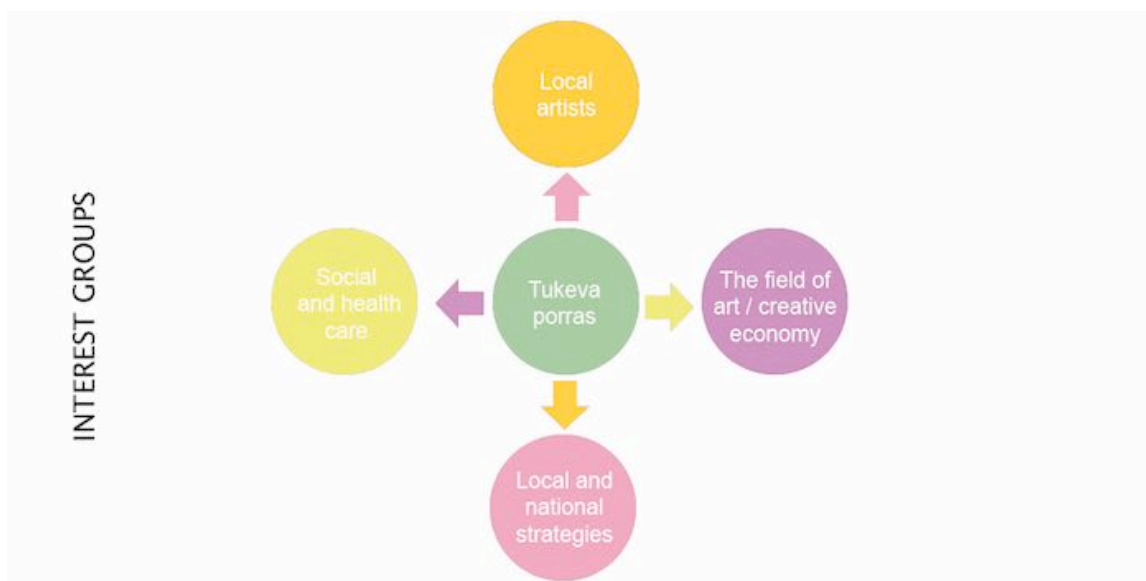 INTEREST GROUPS
Local
artists
Social
and health
care
Tukeva
porras
The field of
art / creative
economy
Local and
national
strategies